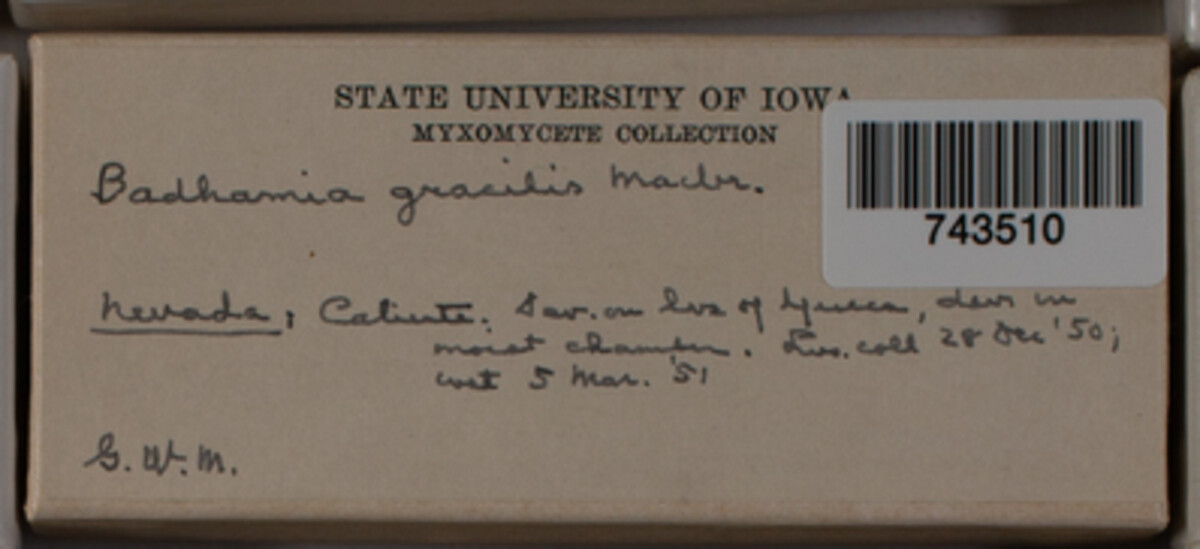 STATE UNIVERSITY OF IOWA
MYXOMYCETE COLLECTION
Badhamia gracilis Macbr.
743510
Nevada; Caliente. Dav. on lvs of Yucca, dev in
moist chamber. Lvs. coll 28 Dec '50;
wet 5 Mar. '51
G.W.M.